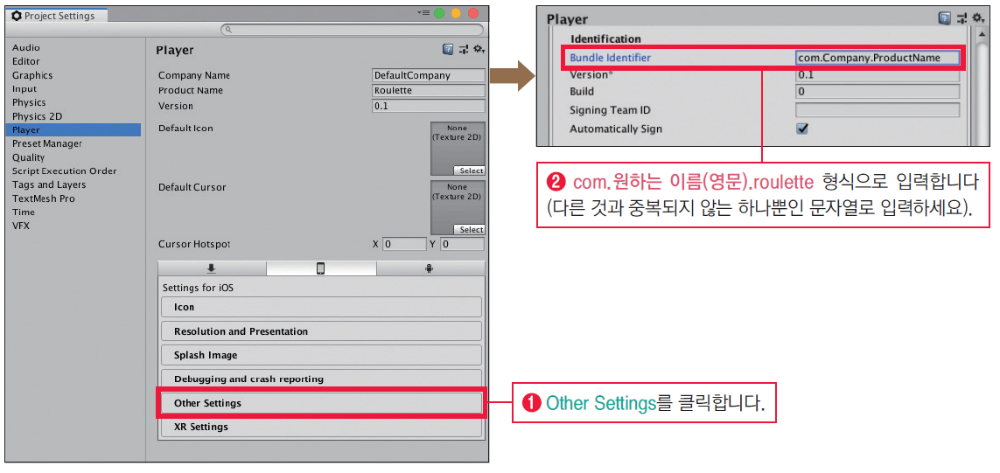 Project Settings
Audio
Editor
Graphics
Input
Physics
Physics 2D
Player
Preset Manager
Quality
Script Execution Order
Tags and Layers
TextMesh Pro
Time
VFX
Player
Company Name DefaultCompany
Product Name Roulette
Version 0.1
Default Icon
None
(Texture 2D)
Select
Default Cursor
None
(Texture 2D)
Select
Cursor Hotspot X 0 Y 0
Settings for iOS
Icon
Resolution and Presentation
Splash Image
Debugging and crash reporting
Other Settings
XR Settings
❶ Other Settings를 클릭합니다.
Player
Identification
Bundle Identifier com.Company.ProductName
Version* 0.1
Build 0
Signing Team ID
Automatically Sign
❷ com.원하는 이름(영문).roulette 형식으로 입력합니다
(다른 것과 중복되지 않는 하나뿐인 문자열로 입력하세요).